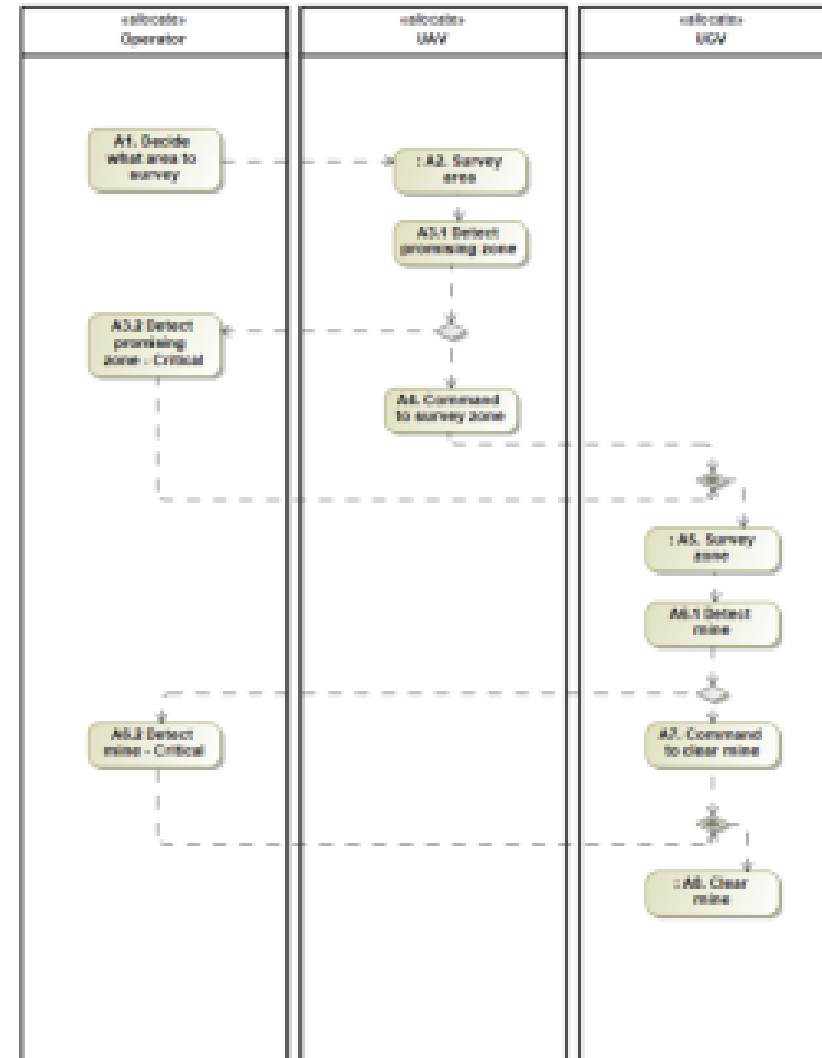 «allocate»
Operator
«allocate»
UAV
«allocate»
UGV
A1. Decide
what area to
survey
: A2. Survey
area
A3.1 Detect
promising zone
A3.2 Detect
promising
zone - Critical
A4. Command
to survey zone
: A5. Survey
zone
A6.1 Detect
mine
A6.2 Detect
mine - Critical
A7. Command
to clear mine
: A8. Clear
mine